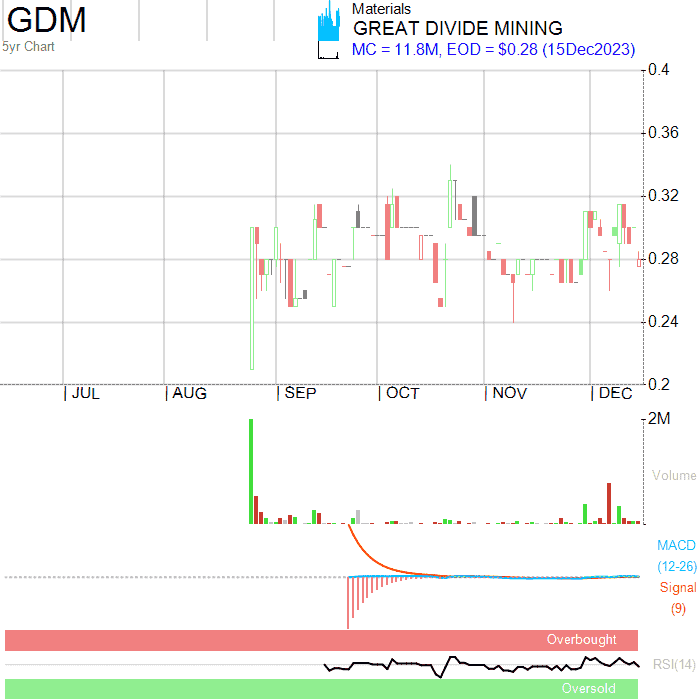 GDM
5yr Chart
Materials
GREAT DIVIDE MINING
MC = 11.8M, EOD = $0.28 (15Dec2023)
0.4
0.36
0.32
0.28
0.24
0.2
JUL AUG SEP OCT NOV DEC
2M
Volume
MACD
(12-26)
Signal
(9)
Overbought
RSI(14)
Oversold